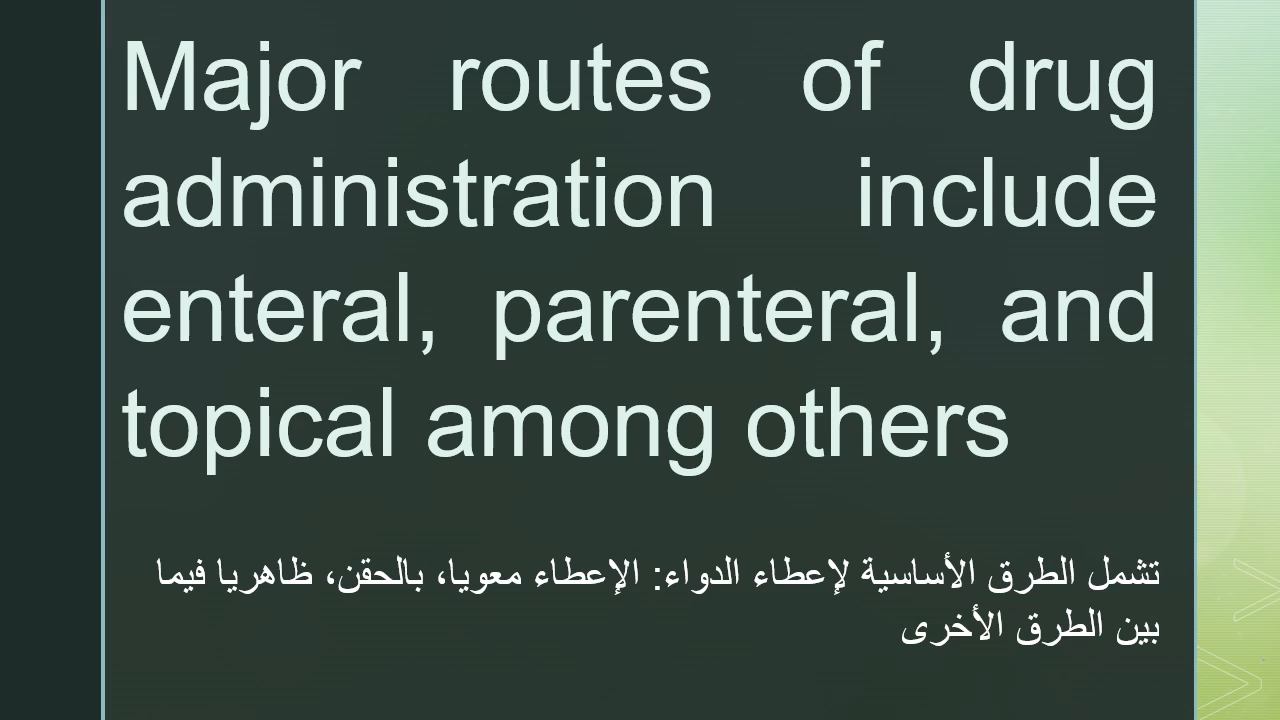 Major routes of drug
administration include
enteral, parenteral, and
topical among others
تشمل الطرق الأساسية لإعطاء الدواء: الإعطاء معويا، بالحقن، ظاهريا فيما
بين الطرق الأخرى